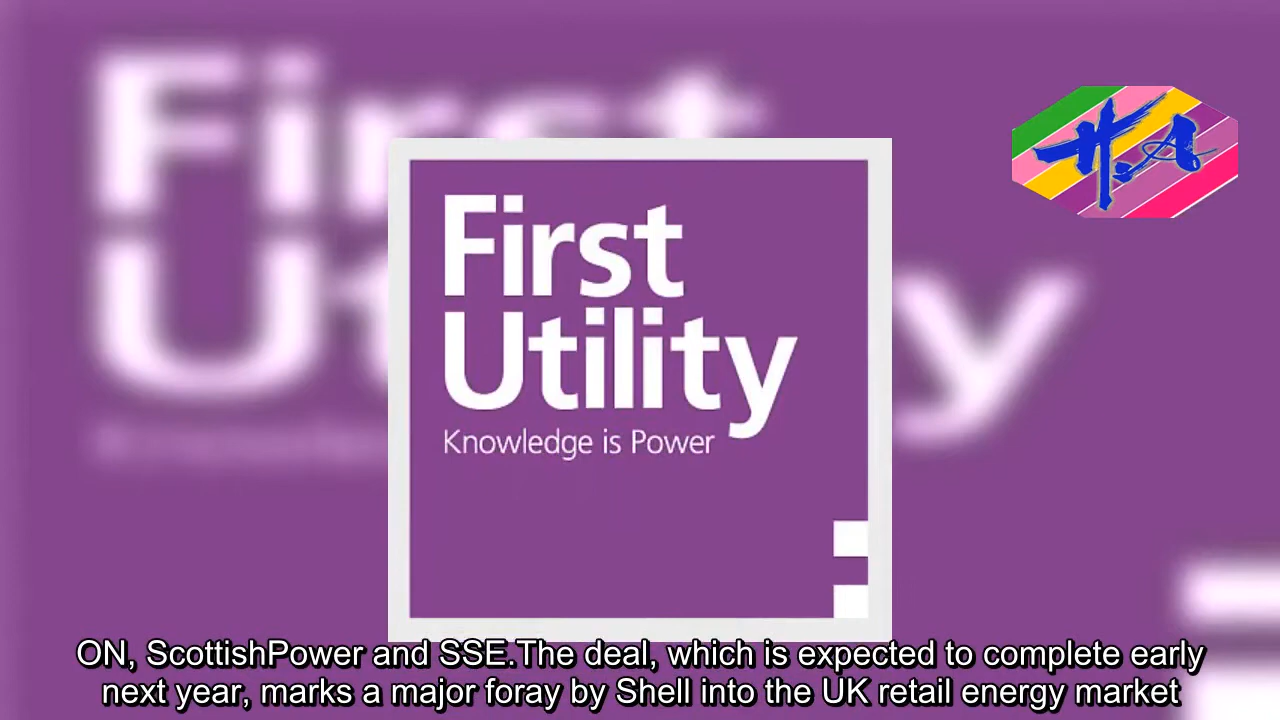 First
Utility
Knowledge is Power
H.A
ON, ScottishPower and SSE.The deal, which is expected to complete early
next year, marks a major foray by Shell into the UK retail energy market